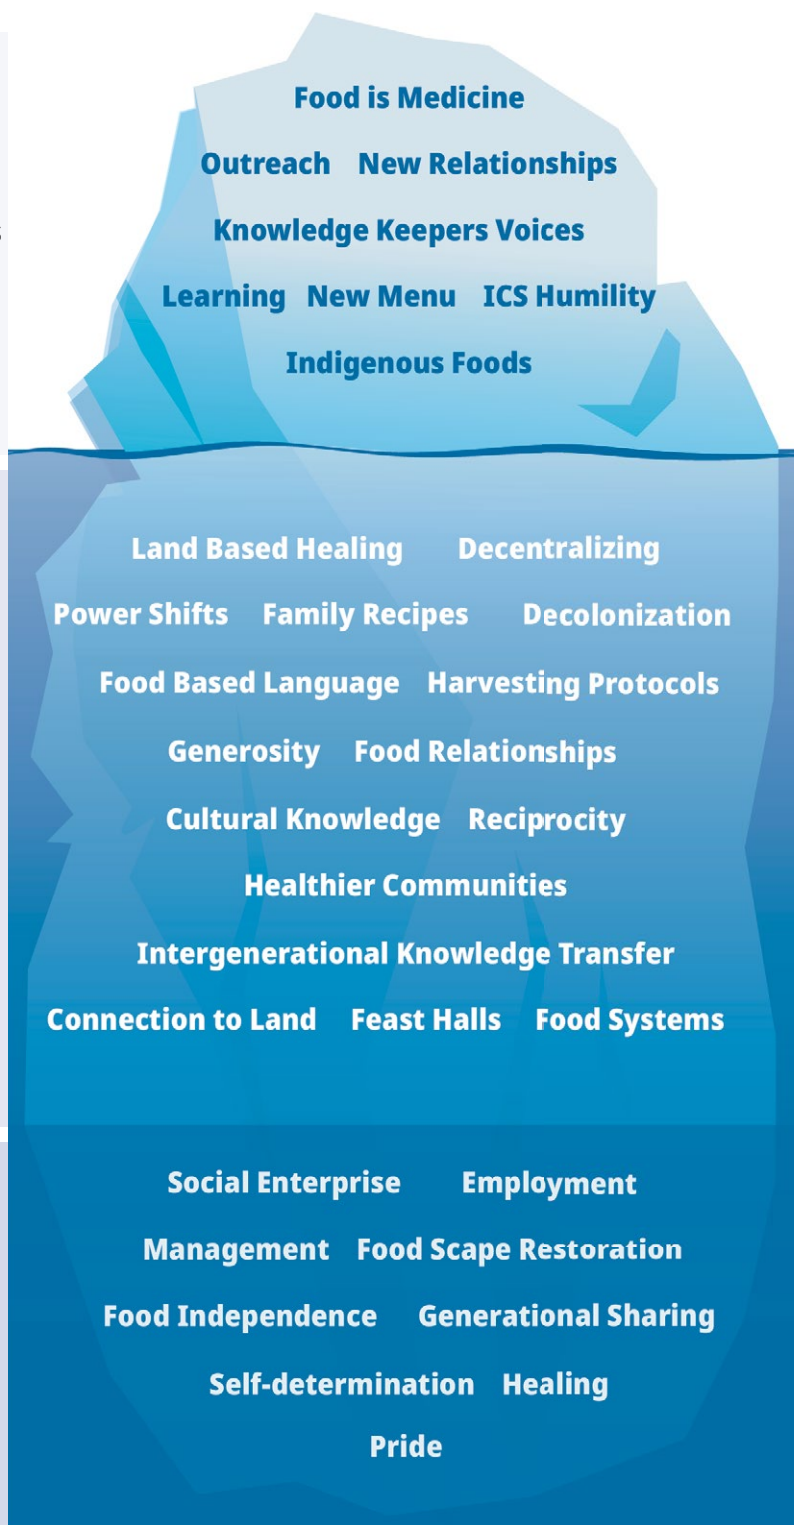 Food is Medicine
Outreach New Relationships
Knowledge Keepers Voices
Learning New Menu ICS Humility
Indigenous Foods
Land Based Healing Decentralizing
Power Shifts Family Recipes Decolonization
Food Based Language Harvesting Protocols
Generosity Food Relationships
Cultural Knowledge Reciprocity
Healthier Communities
Intergenerational Knowledge Transfer
Connection to Land Feast Halls Food Systems
Social Enterprise Employment
Management Food Scape Restoration
Food Independence Generational Sharing
Self-determination Healing
Pride